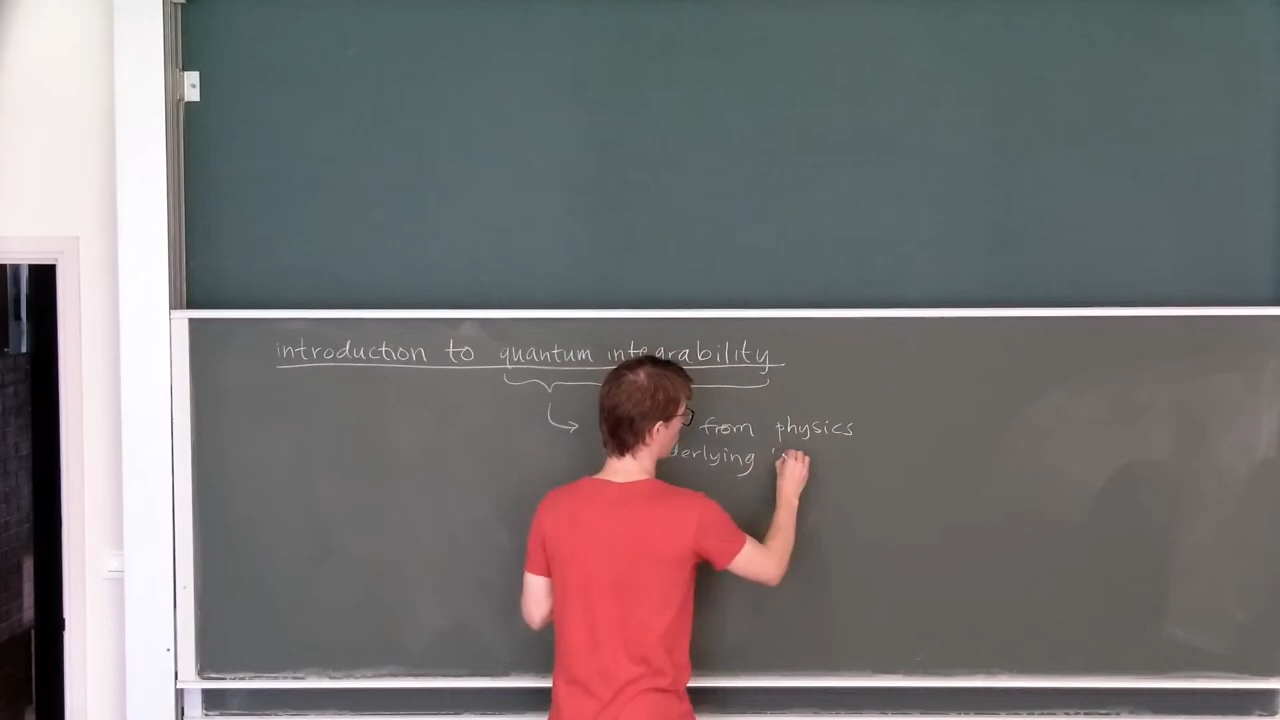 introduction to quantum integrability
from physics
derlying